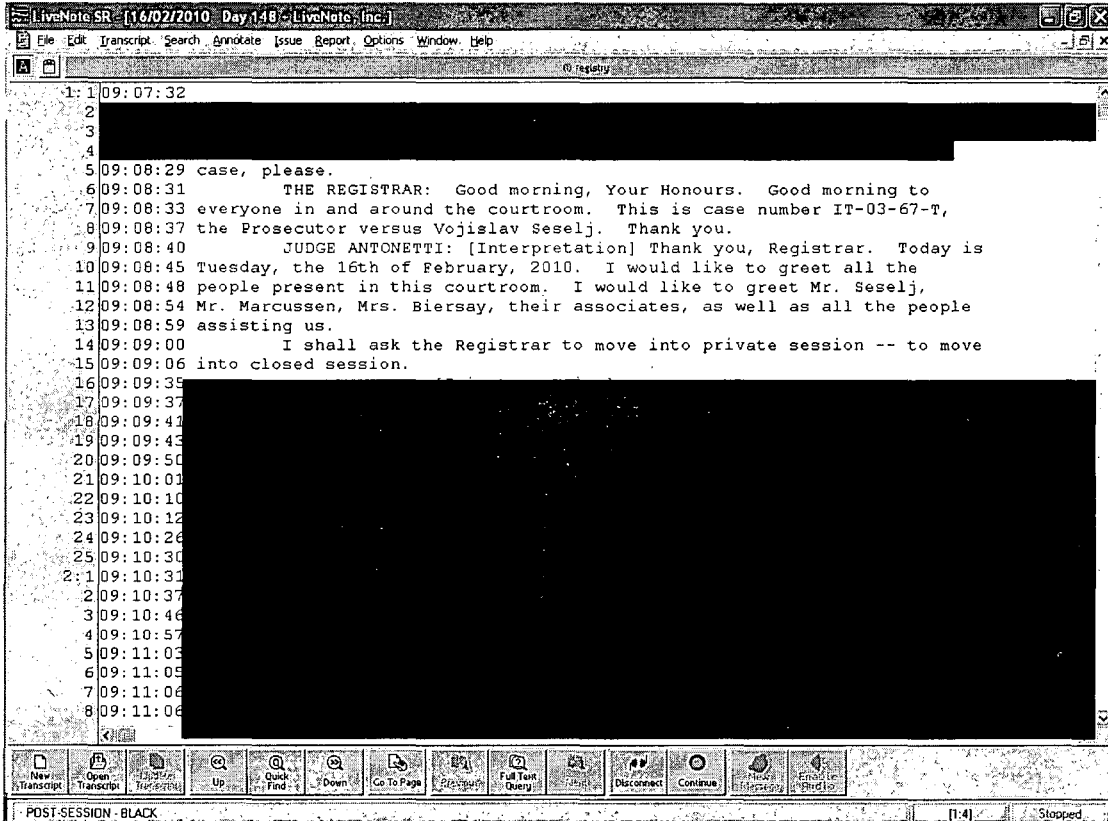 LiveNote SR - [16/02/2010 Day 148 - LiveNote, Inc.]
File Edit Transcript Search Annotate Issue Report Options Window Help
registry
1: 1 09:07:32
2
3
4
5 09:08:29 case, please.
6 09:08:31 THE REGISTRAR: Good morning, Your Honours. Good morning to
7 09:08:33 everyone in and around the courtroom. This is case number IT-03-67-T,
8 09:08:37 the Prosecutor versus Vojislav Seselj. Thank you.
9 09:08:40 JUDGE ANTONETTI: [Interpretation] Thank you, Registrar. Today is
10 09:08:45 Tuesday, the 16th of February, 2010. I would like to greet all the
11 09:08:48 people present in this courtroom. I would like to greet Mr. Seselj,
12 09:08:54 Mr. Marcussen, Mrs. Biersay, their associates, as well as all the people
13 09:08:59 assisting us.
14 09:09:00 I shall ask the Registrar to move into private session -- to move
15 09:09:06 into closed session.
16 09:09:35
17 09:09:37
18 09:09:41
19 09:09:43
20 09:09:50
21 09:10:01
22 09:10:10
23 09:10:12
24 09:10:26
25 09:10:30
2: 1 09:10:31
2 09:10:37
3 09:10:46
4 09:10:57
5 09:11:03
6 09:11:05
7 09:11:06
8 09:11:06
New Transcript Open Transcript Up Quick Find Down Go To Page Previous Full Text Query Disconnect Continue
POST-SESSION - BLACK [1:4] Stopped